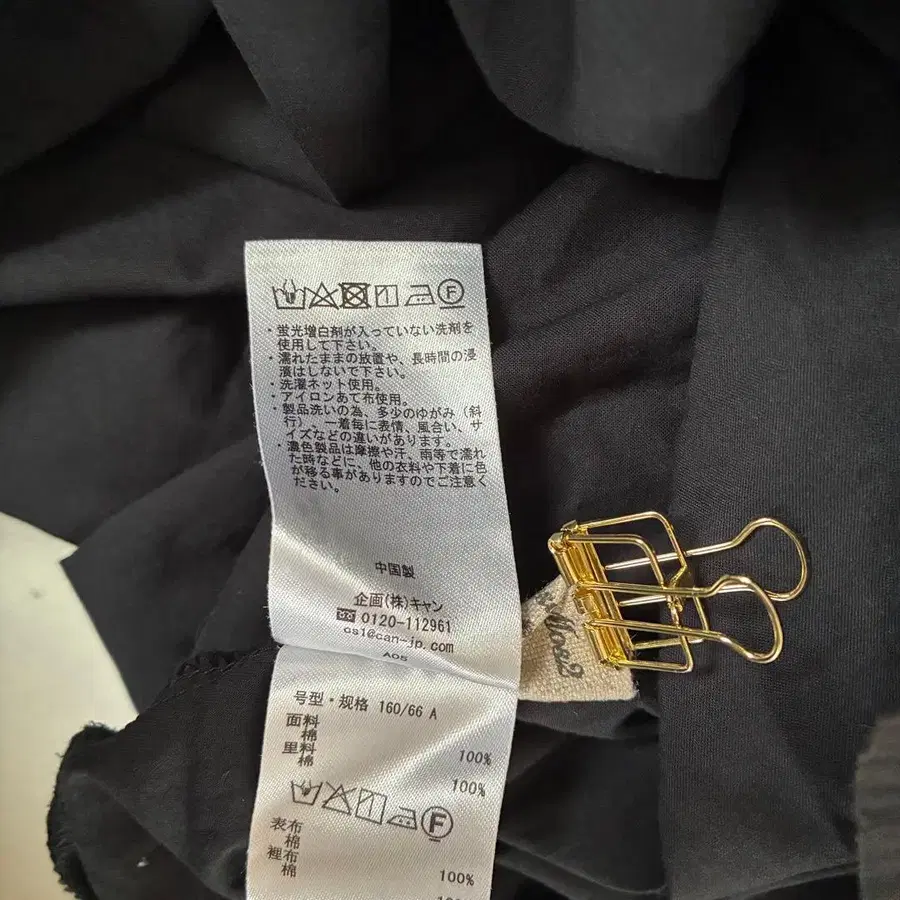 F
・蛍光増白剤が入っていない洗剤を
使用して下さい。
・濡れたままの放置や、長時間の浸
漬はしないで下さい。
・洗濯ネット使用。
・アイロンあて布使用。
・製品洗いの為、多少のゆがみ（斜
行）、一着毎に表情、風合い、サ
イズなどの違いがあります。
・濃色製品は摩擦や汗、雨等で濡れ
た時などに、他の衣料や下着に色
が移る事がありますのでご注意く
ださい。
中国製
企画(株)キャン
0120-112961
cs1@can-jp.com
A05
号型・规格 160/66 A
面料
棉 100%
里料
棉 100%
F
表布
棉 100%
裡布
棉